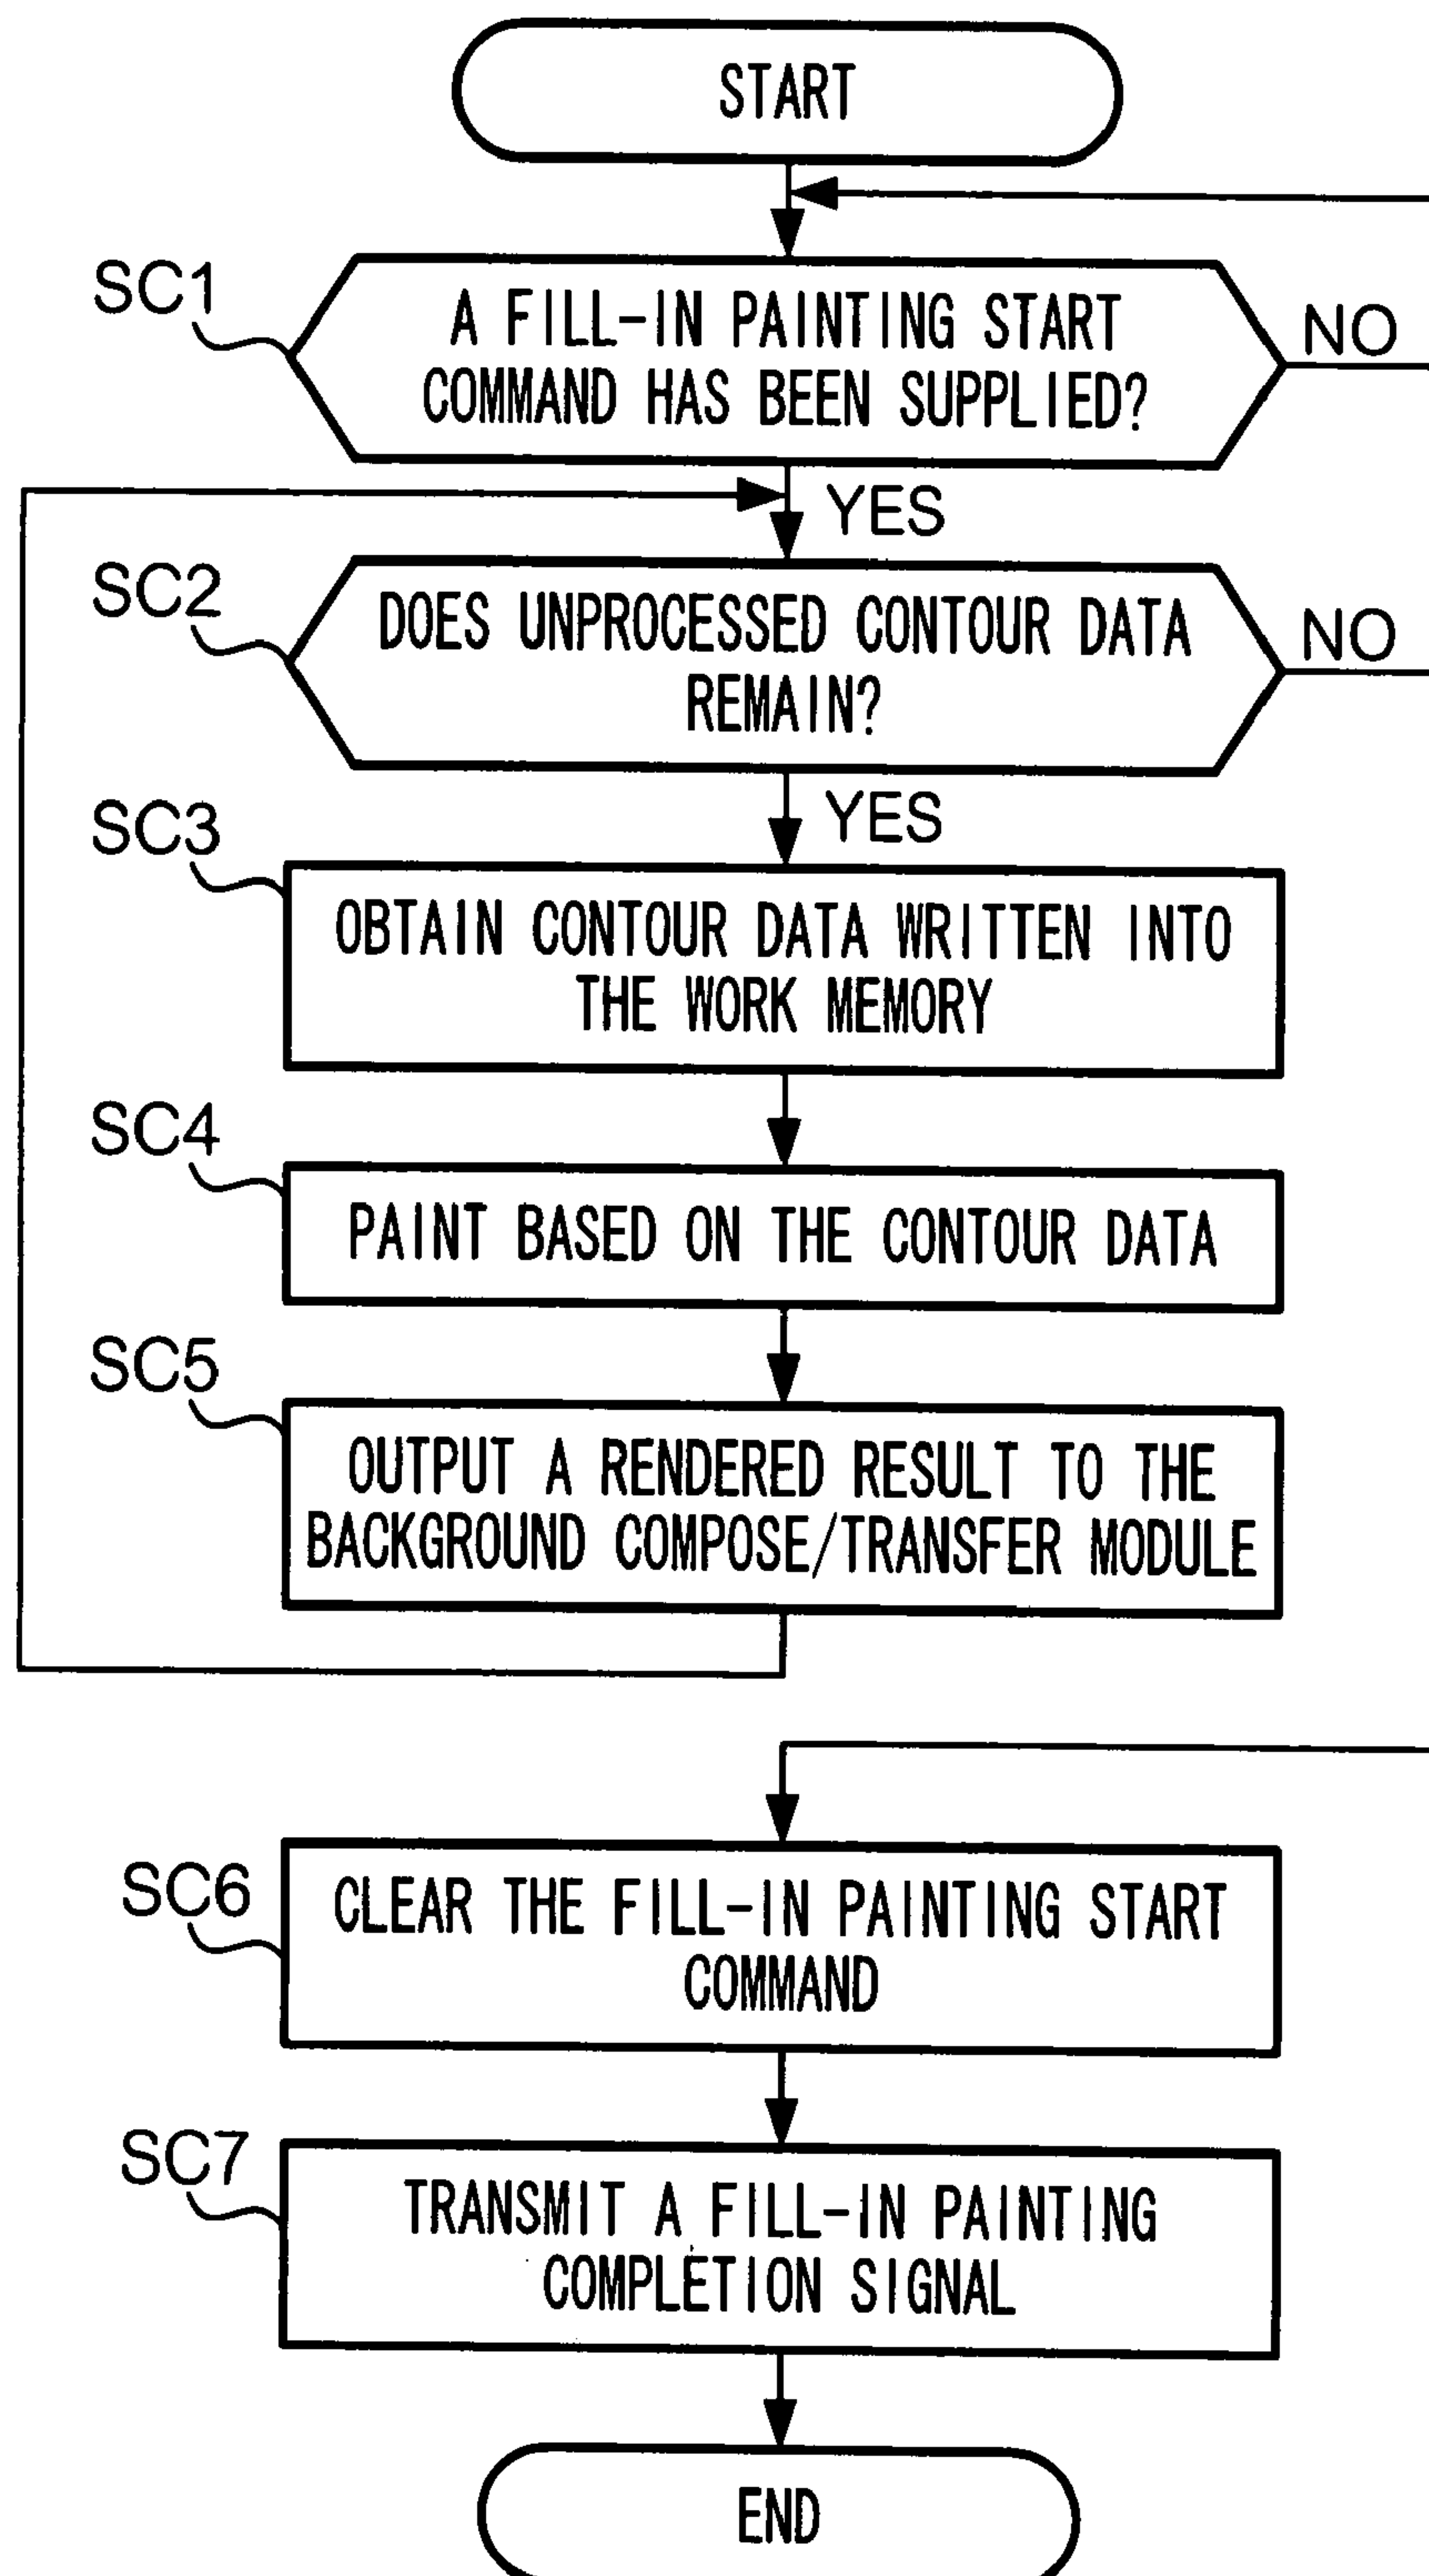 START
SC1
A FILL-IN PAINTING START
COMMAND HAS BEEN SUPPLIED?
NO
YES
SC2
DOES UNPROCESSED CONTOUR DATA
REMAIN?
NO
YES
SC3
OBTAIN CONTOUR DATA WRITTEN INTO
THE WORK MEMORY
SC4
PAINT BASED ON THE CONTOUR DATA
SC5
OUTPUT A RENDERED RESULT TO THE
BACKGROUND COMPOSE/TRANSFER MODULE
SC6
CLEAR THE FILL-IN PAINTING START
COMMAND
SC7
TRANSMIT A FILL-IN PAINTING
COMPLETION SIGNAL
END